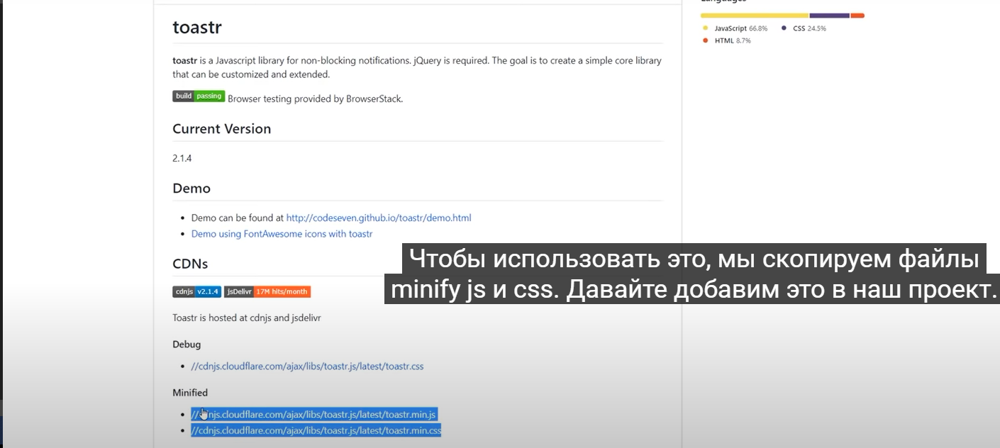 Languages
JavaScript 66.8% CSS 24.5%
HTML 8.7%
toastr
toastr is a Javascript library for non-blocking notifications. jQuery is required. The goal is to create a simple core library
that can be customized and extended.
build passing Browser testing provided by BrowserStack.
Current Version
2.1.4
Demo
Demo can be found at http://codeseven.github.io/toastr/demo.html
Demo using FontAwesome icons with toastr
CDNs
cdnjs v2.1.4 jsDelivr 17M hits/month
Toastr is hosted at cdnjs and jsdelivr
Debug
//cdnjs.cloudflare.com/ajax/libs/toastr.js/latest/toastr.css
Minified
//cdnjs.cloudflare.com/ajax/libs/toastr.js/latest/toastr.min.js
//cdnjs.cloudflare.com/ajax/libs/toastr.js/latest/toastr.min.css
Чтобы использовать это, мы скопируем файлы
minify js и css. Давайте добавим это в наш проект.